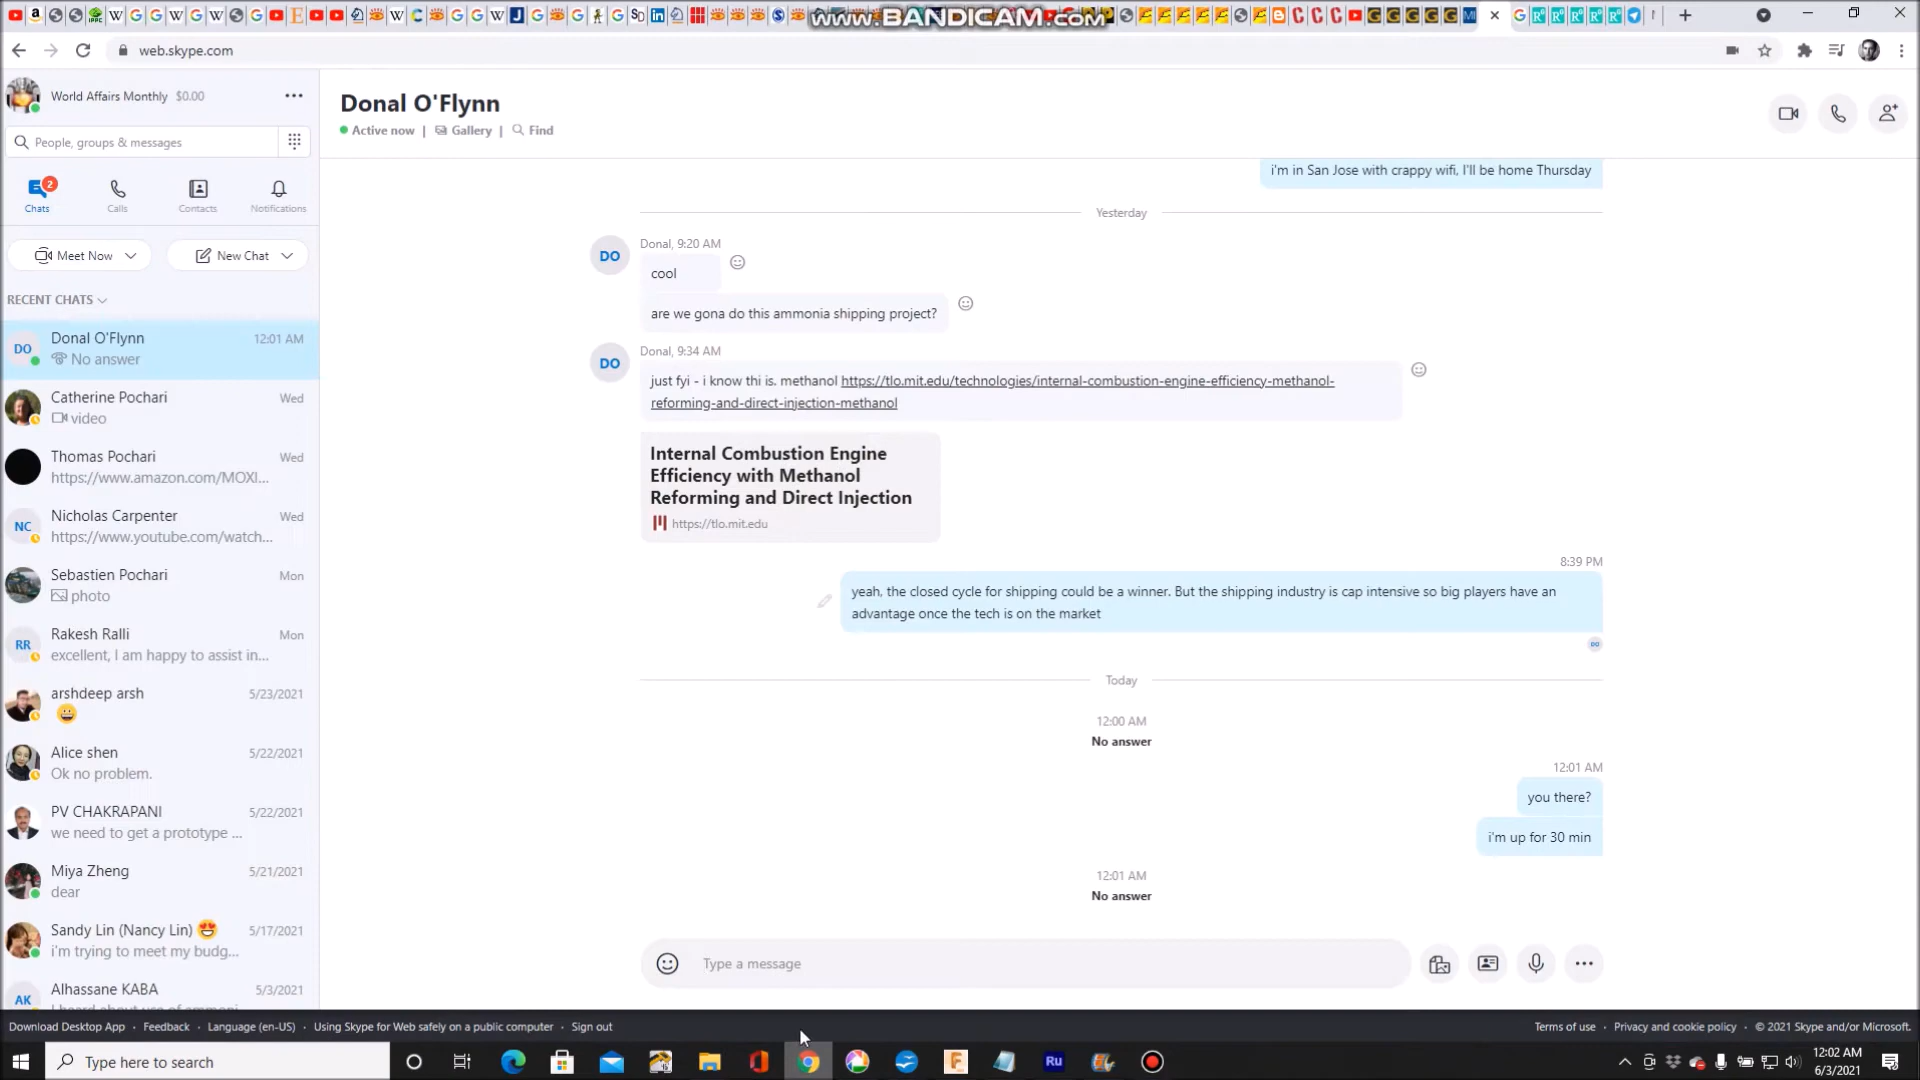 www.BANDICAM.com
web.skype.com
World Affairs Monthly $0.00
People, groups & messages
2
Chats Calls Contacts Notifications
Meet Now New Chat
RECENT CHATS
DO Donal O'Flynn 12:01 AM
No answer
Catherine Pochari Wed
video
Thomas Pochari Wed
https://www.amazon.com/MOXI...
NC Nicholas Carpenter Wed
https://www.youtube.com/watch...
Sebastien Pochari Mon
photo
RR Rakesh Ralli Mon
excellent, I am happy to assist in...
arshdeep arsh 5/23/2021
Alice shen 5/22/2021
Ok no problem.
PV CHAKRAPANI 5/22/2021
we need to get a prototype ...
Miya Zheng 5/21/2021
dear
Sandy Lin (Nancy Lin) 5/17/2021
i'm trying to meet my budg...
AK Alhassane KABA 5/3/2021
Donal O'Flynn
Active now | Gallery | Find
i'm in San Jose with crappy wifi, I'll be home Thursday
Yesterday
Donal, 9:20 AM
DO
cool
are we gona do this ammonia shipping project?
Donal, 9:34 AM
DO
just fyi - i know thi is. methanol https://tlo.mit.edu/technologies/internal-combustion-engine-efficiency-methanol-
reforming-and-direct-injection-methanol
Internal Combustion Engine
Efficiency with Methanol
Reforming and Direct Injection
https://tlo.mit.edu
8:39 PM
yeah, the closed cycle for shipping could be a winner. But the shipping industry is cap intensive so big players have an
advantage once the tech is on the market
DO
Today
12:00 AM
No answer
12:01 AM
you there?
i'm up for 30 min
12:01 AM
No answer
Type a message
Download Desktop App · Feedback · Language (en-US) · Using Skype for Web safely on a public computer · Sign out
Terms of use · Privacy and cookie policy · © 2021 Skype and/or Microsoft.
Type here to search
Ru
12:02 AM
6/3/2021